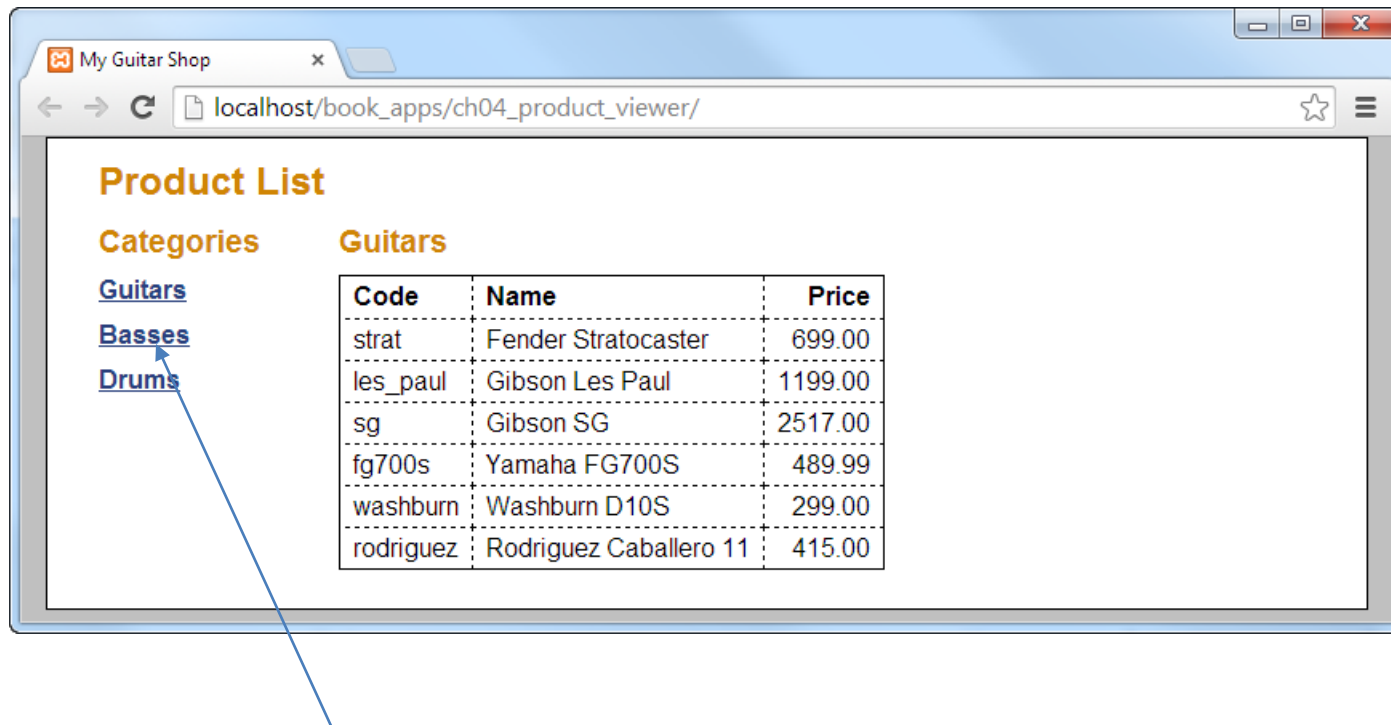 My Guitar Shop
localhost/book_apps/ch04_product_viewer/
Product List
Categories
Guitars
Basses
Drums
Guitars
Code Name Price
strat Fender Stratocaster 699.00
les_paul Gibson Les Paul 1199.00
sg Gibson SG 2517.00
fg700s Yamaha FG700S 489.99
washburn Washburn D10S 299.00
rodriguez Rodriguez Caballero 11 415.00